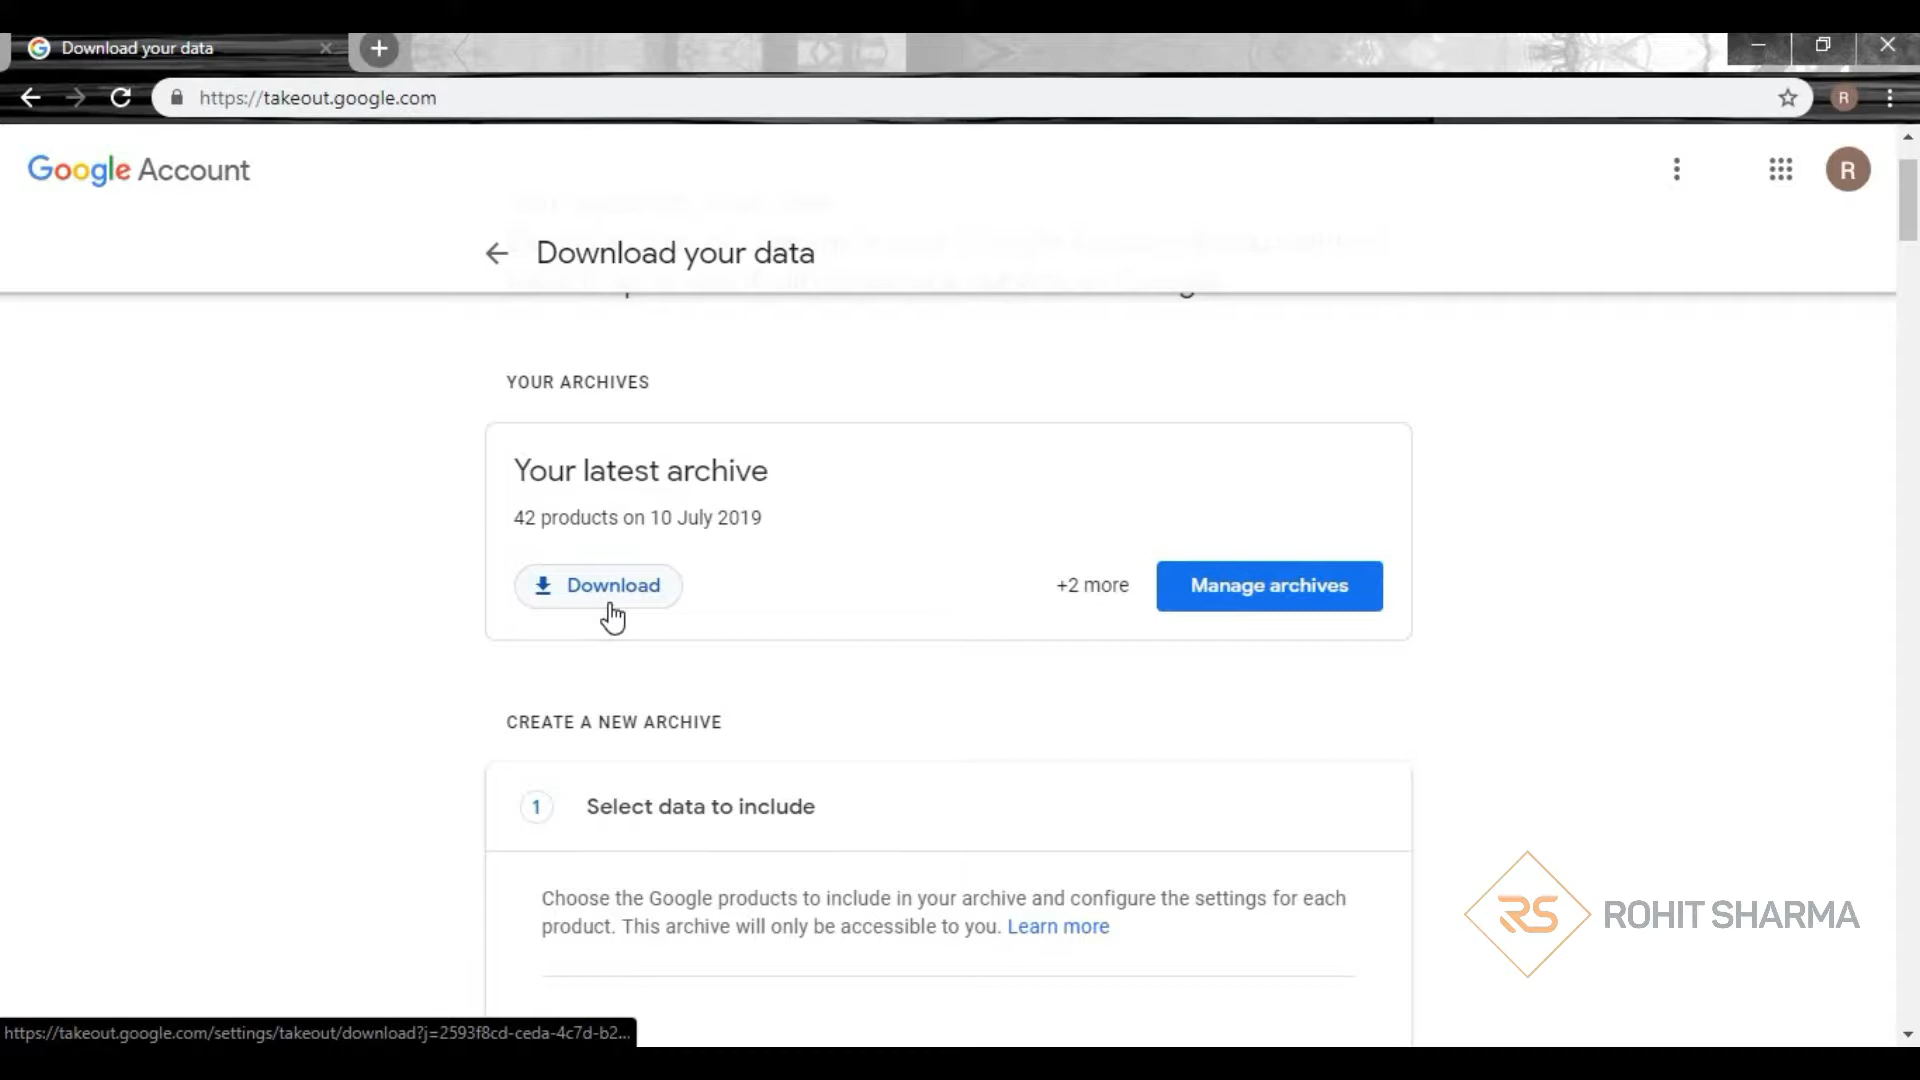 Download your data
https://takeout.google.com
R
Google Account
R
Download your data
YOUR ARCHIVES
Your latest archive
42 products on 10 July 2019
Download
+2 more
Manage archives
CREATE A NEW ARCHIVE
1
Select data to include
Choose the Google products to include in your archive and configure the settings for each
product. This archive will only be accessible to you. Learn more
RS ROHIT SHARMA
https://takeout.google.com/settings/takeout/download?j=2593f8cd-ceda-4c7d-b2...